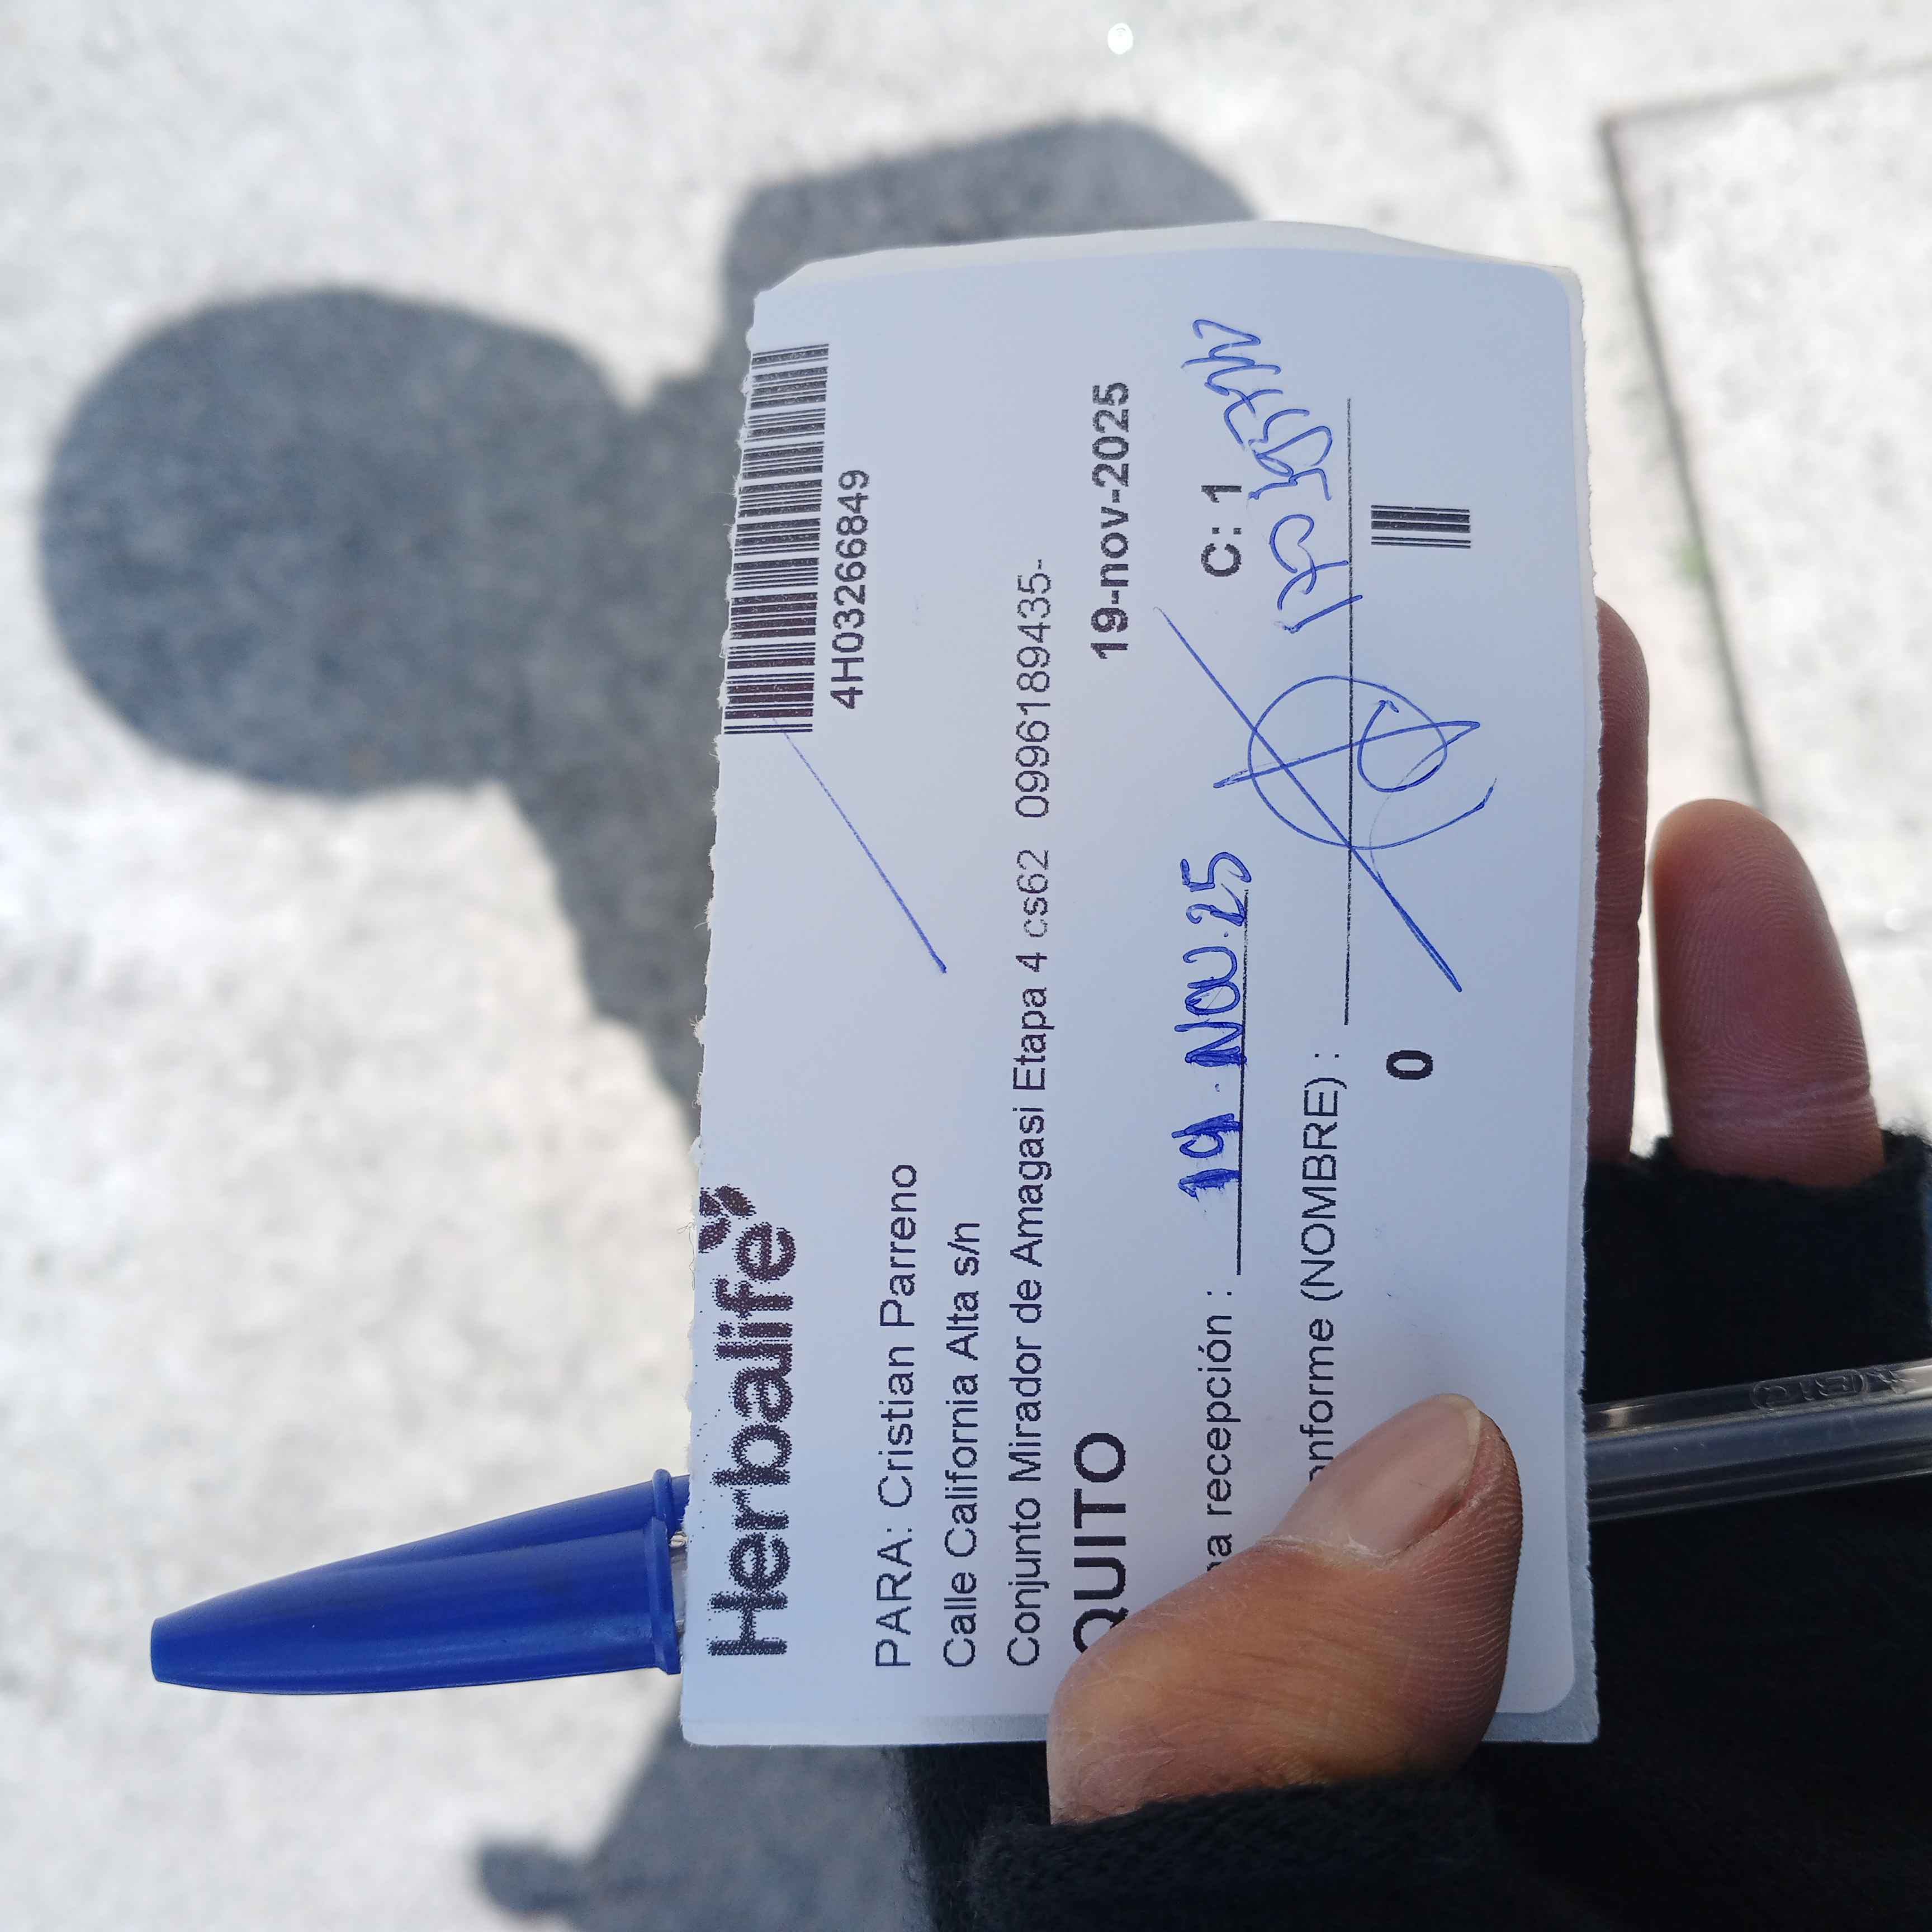 Herbalife
4H03266849
PARA: Cristian Parreno
Calle California Alta s/n
Conjunto Mirador de Amagasi Etapa 4 cs62 0996189435-
QUITO 19-nov-2025
a recepción : 19. Nov. 25 C: 1
onforme (NOMBRE) :
0